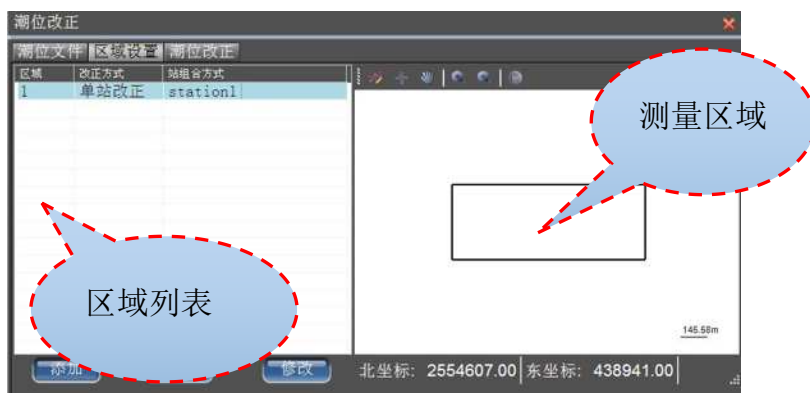 潮位改正
潮位文件 区域设置 潮位改正
区域 改正方式 站组合方式
1 单站改正 station1
测量区域
区域列表
145.58m
添加 修改
北坐标: 2554607.00 东坐标: 438941.00